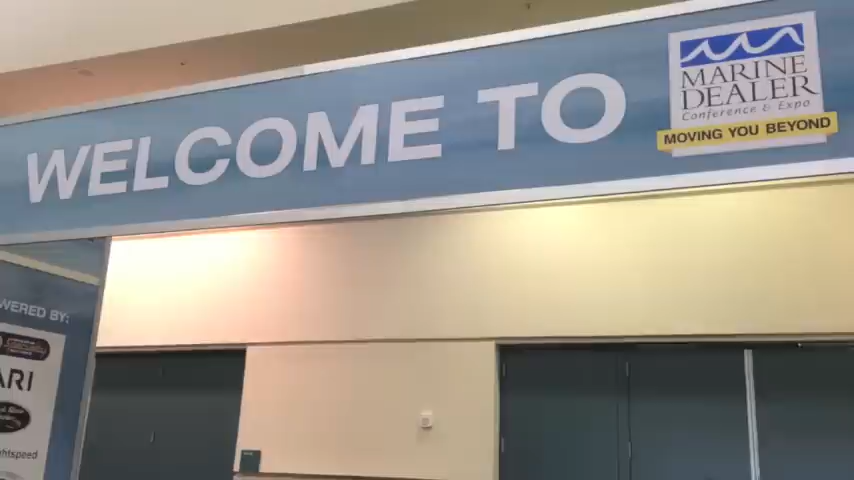 WELCOME TO
MARINE
DEALER
Conference & Expo
MOVING YOU BEYOND
WERED BY:
ARI
htspeed